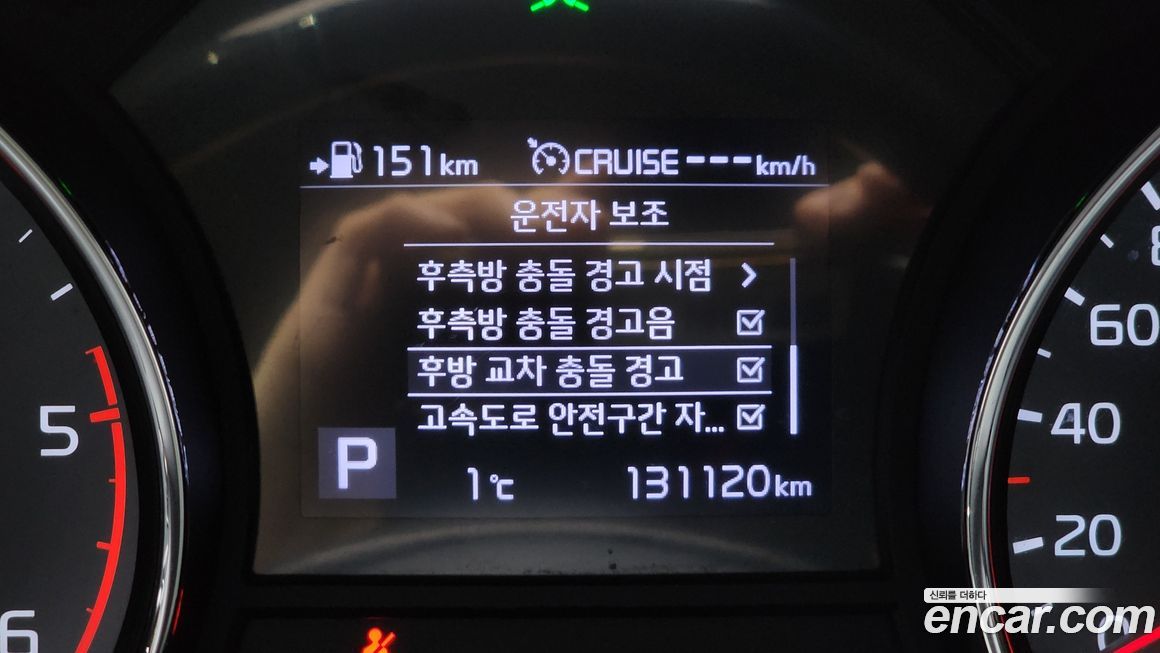 151km CRUISE ---km/h
운전자 보조
후측방 충돌 경고 시점 >
후측방 충돌 경고음
후방 교차 충돌 경고
고속도로 안전구간 자...
P 1℃ 131120km
5
6
8
60
40
20
신뢰를 더하다
encar.com